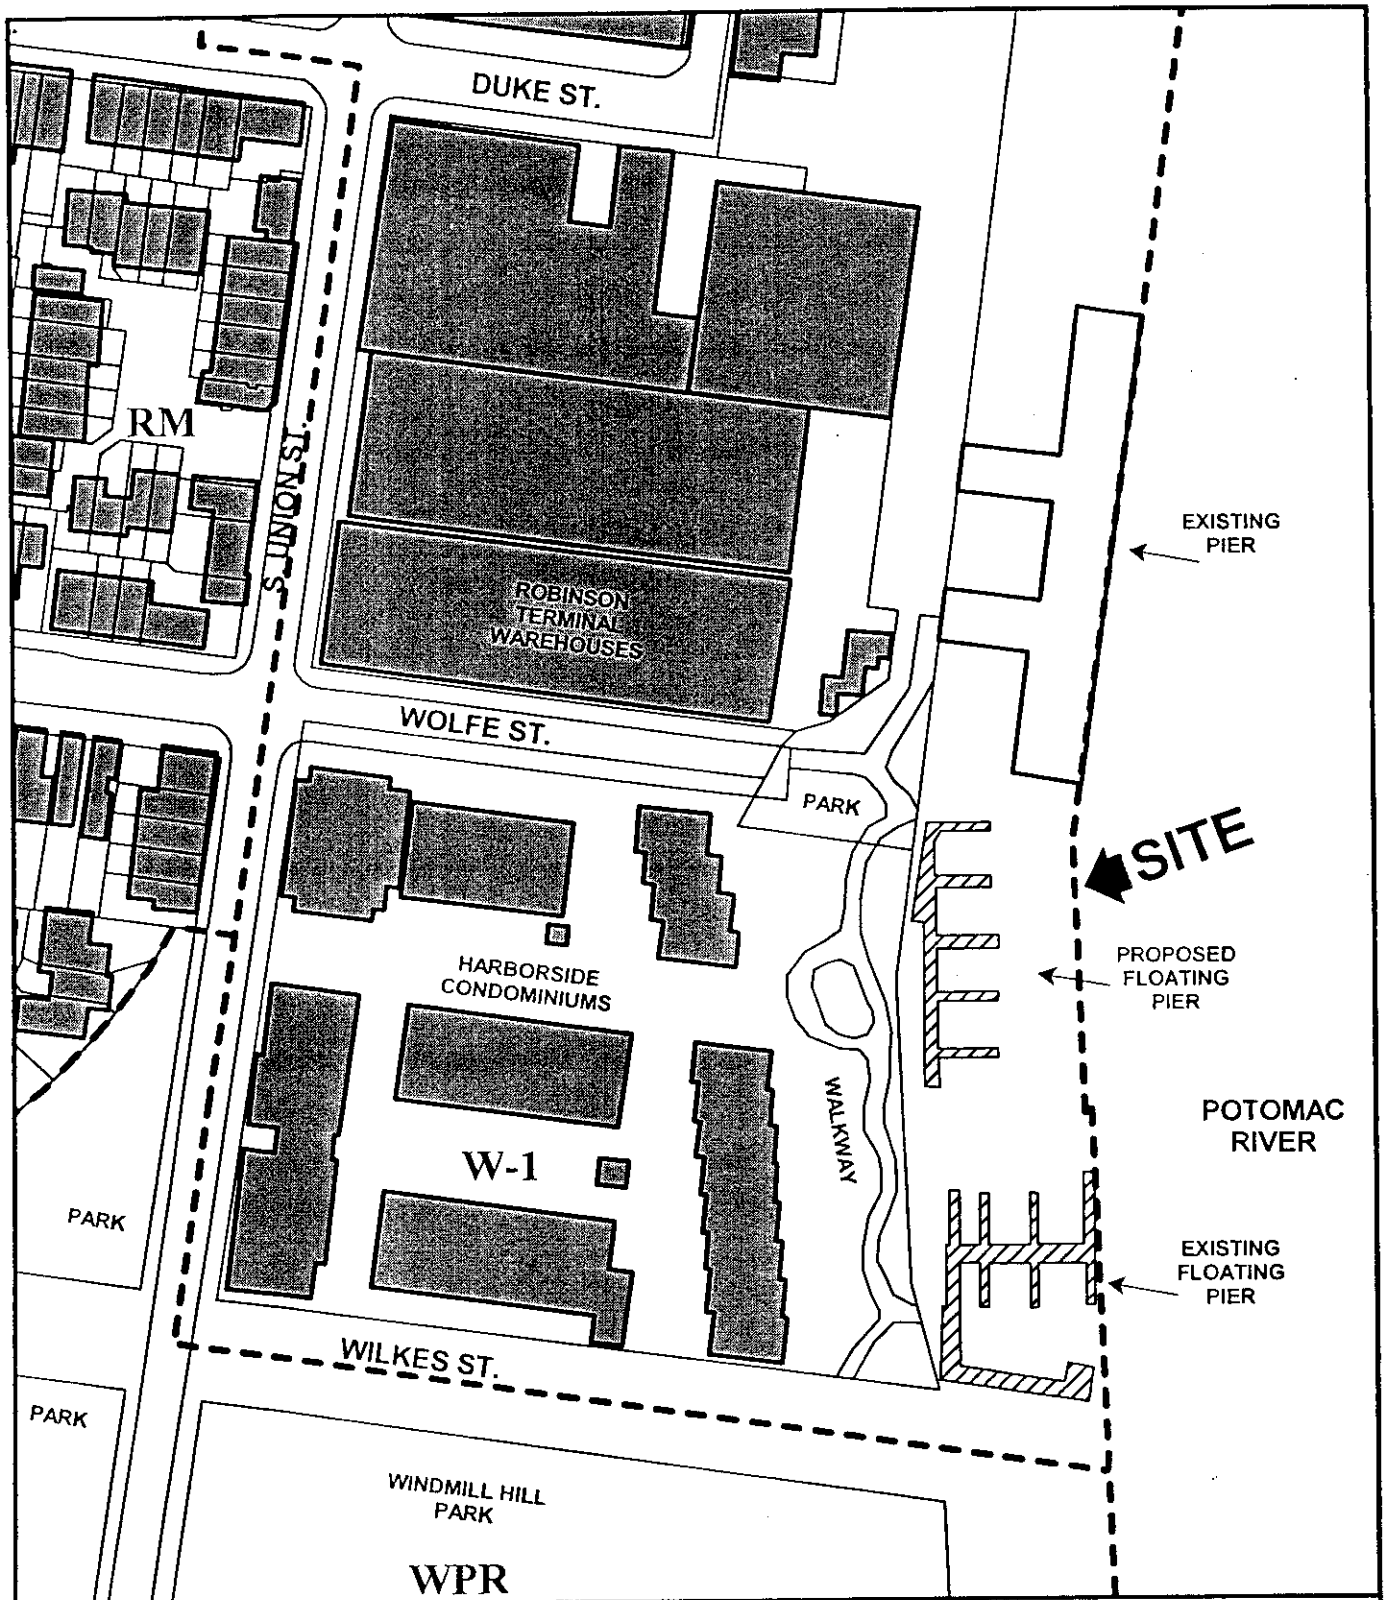 DUKE ST.
RM
S. UNION ST.
EXISTING
PIER
ROBINSON
TERMINAL
WAREHOUSES
WOLFE ST.
PARK
SITE
HARBORSIDE
CONDOMINIUMS
PROPOSED
FLOATING
PIER
WALKWAY
POTOMAC
RIVER
W-1
PARK
EXISTING
FLOATING
PIER
WILKES ST.
PARK
WINDMILL HILL
PARK
WPR